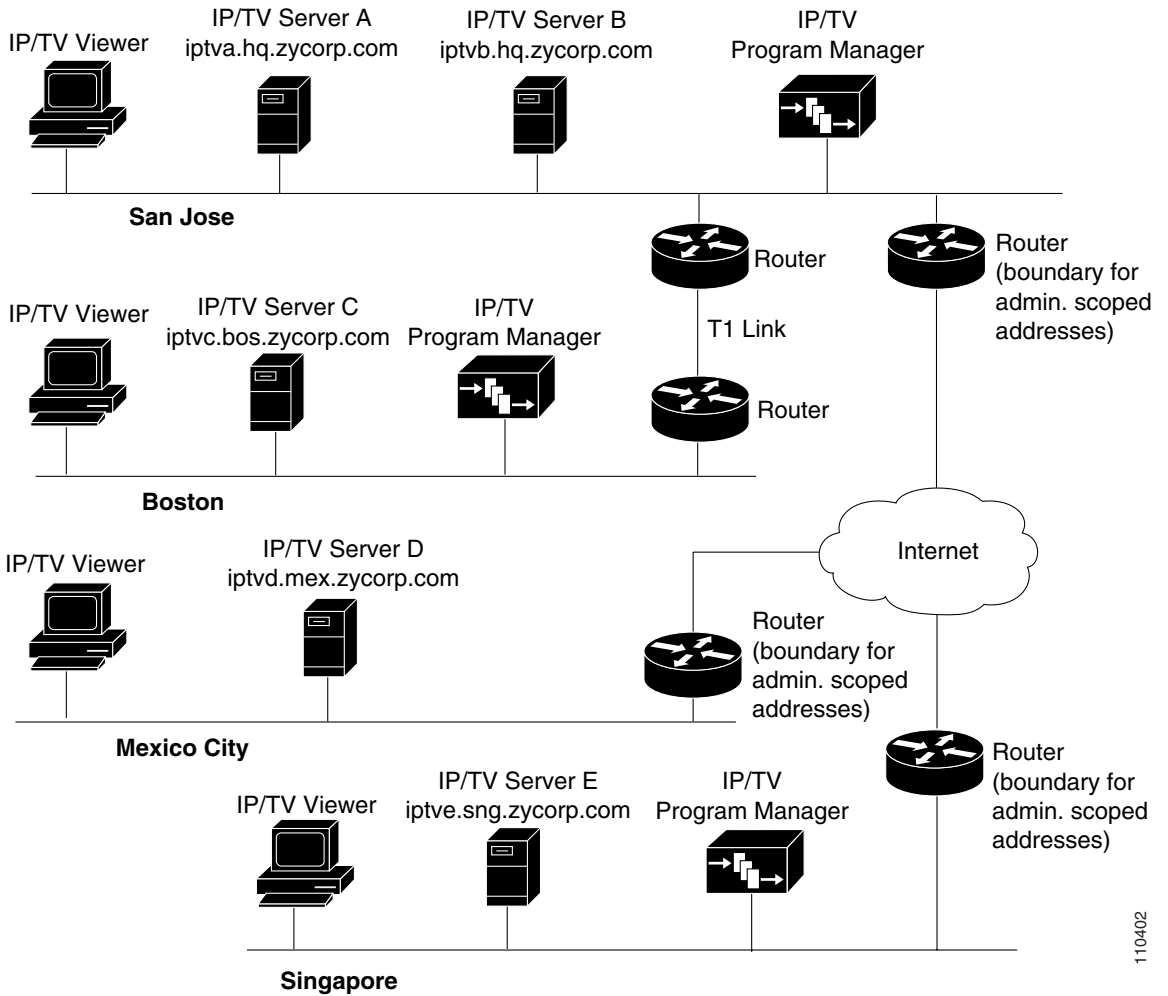 IP/TV Viewer
IP/TV Server A
iptva.hq.zycorp.com
IP/TV Server B
iptvb.hq.zycorp.com
IP/TV
Program Manager
San Jose
Router
Router
(boundary for
admin. scoped
addresses)
IP/TV Viewer
IP/TV Server C
iptvc.bos.zycorp.com
IP/TV
Program Manager
T1 Link
Router
Boston
Internet
IP/TV Viewer
IP/TV Server D
iptvd.mex.zycorp.com
Router
(boundary for
admin. scoped
addresses)
Mexico City
Router
(boundary for
admin. scoped
addresses)
IP/TV Viewer
IP/TV Server E
iptve.sng.zycorp.com
IP/TV
Program Manager
Singapore
110402